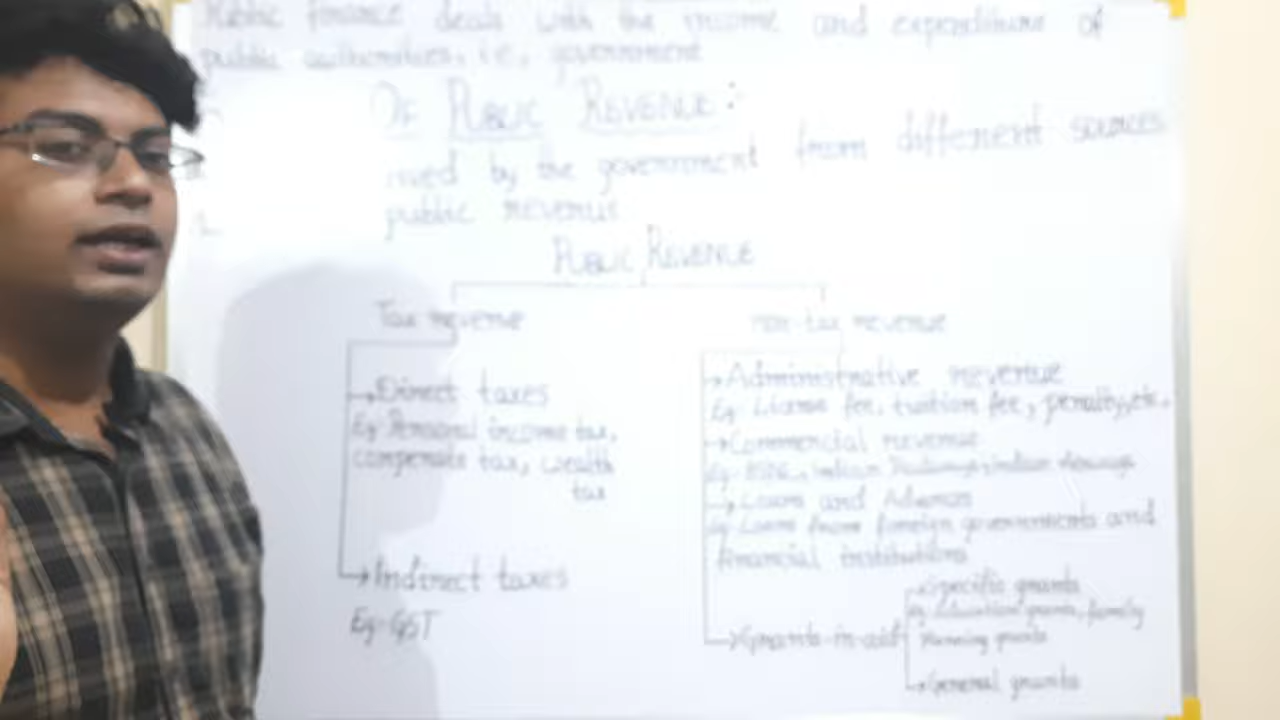 Public finance deals with the income and expenditure of
public authorities, i.e., government
Of Public Revenue:
by the government from different sources
public revenue
Public Revenue
Tax revenue
non-tax revenue
→Direct taxes
Eg- Personal income tax,
corporate tax, wealth
tax
→Indirect taxes
Eg-GST
→Administrative revenue
Eg- License fee, tuition fee, penalty, etc.
→Commercial revenue
Eg-
→Loans and Advances
Eg- Loans from foreign governments and
financial institutions
→Grants-in-aid
→Specific grants
Eg- Education grants, family
planning grants
→General grants